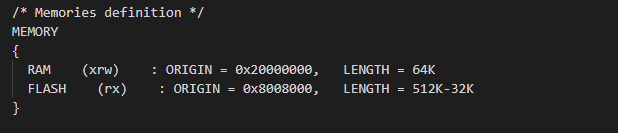 /* Memories definition */
MEMORY
{
RAM (xrw) : ORIGIN = 0x20000000, LENGTH = 64K
FLASH (rx) : ORIGIN = 0x8008000, LENGTH = 512K-32K
}